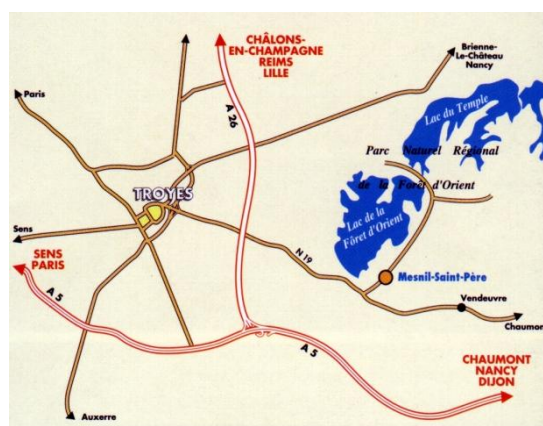 CHÂLONS-
EN-CHAMPAGNE
REIMS
LILLE
Brienne-
Le-Château
Nancy
Paris
A 26
Lac du Temple
Parc Naturel Régional
de la Forêt d'Orient
TROYES
Lac de la
Fôret d'Orient
Sens
SENS
PARIS
N 19
Mesnil-Saint-Père
A 5
Vendeuvre
Chaumont
A 5
CHAUMONT
NANCY
DIJON
Auxerre